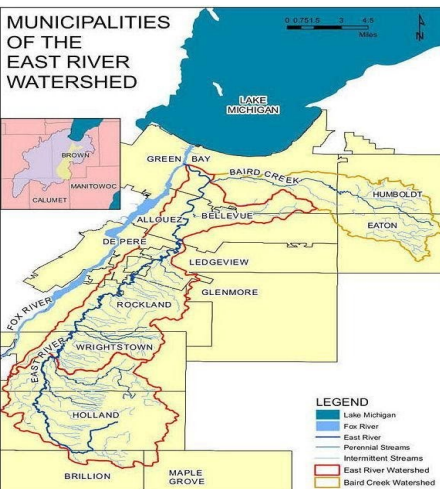 MUNICIPALITIES
OF THE
EAST RIVER
WATERSHED
0 0.751.5 3 4.5
Miles
N
LAKE
MICHIGAN
BROWN
MANITOWOC
CALUMET
GREEN BAY
BAIRD CREEK
HUMBOLDT
ALLOUEZ
BELLEVUE
EATON
DE PERE
LEDGEVIEW
GLENMORE
FOX RIVER
ROCKLAND
EAST RIVER
WRIGHTSTOWN
HOLLAND
BRILLION
MAPLE
GROVE
LEGEND
Lake Michigan
Fox River
East River
Perennial Streams
Intermittent Streams
East River Watershed
Baird Creek Watershed